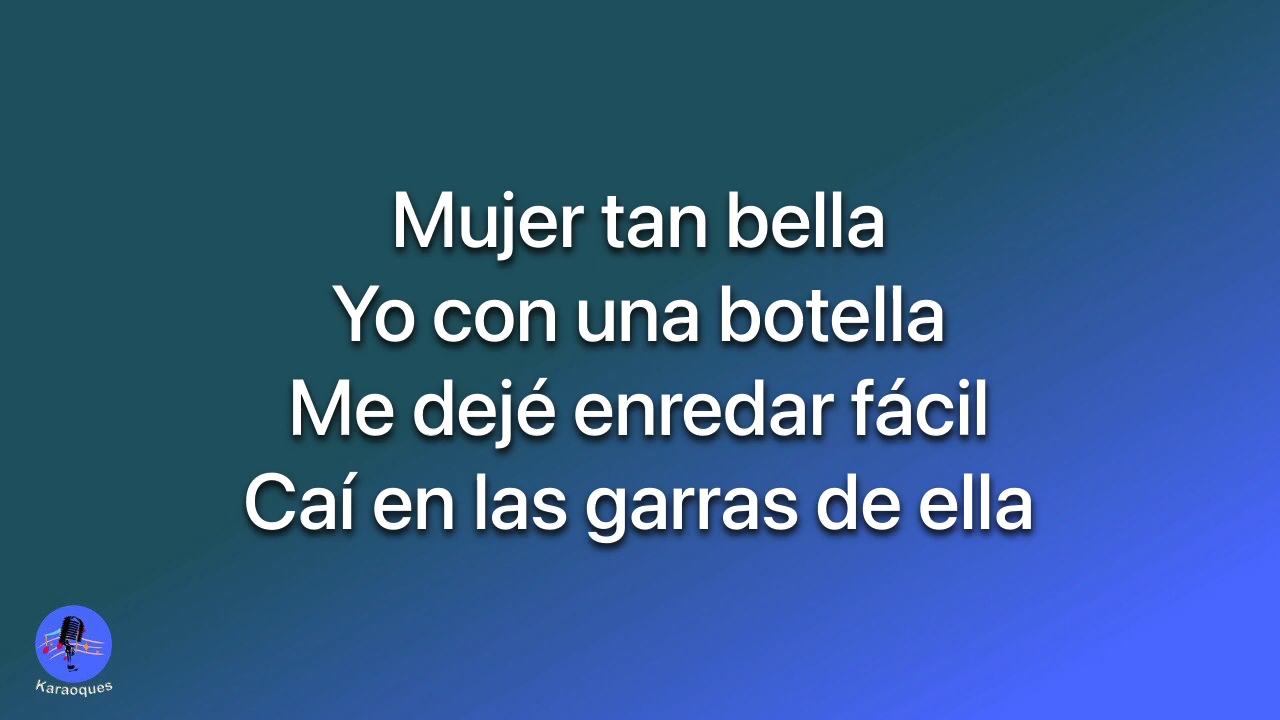 Mujer tan bella
Yo con una botella
Me dejé enredar fácil
Caí en las garras de ella
Karaoques